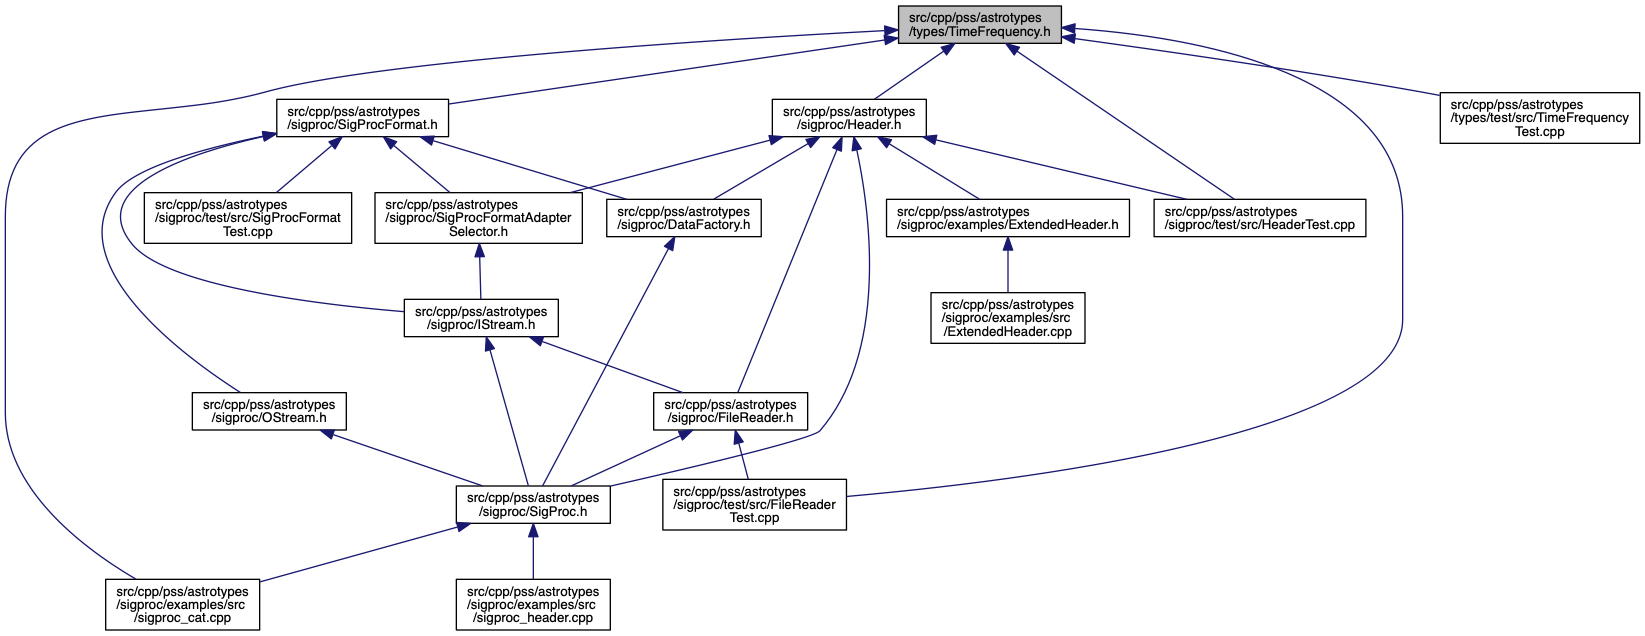 src/cpp/pss/astrotypes
/types/TimeFrequency.h
src/cpp/pss/astrotypes
/sigproc/SigProcFormat.h
src/cpp/pss/astrotypes
/sigproc/Header.h
src/cpp/pss/astrotypes
/types/test/src/TimeFrequency
Test.cpp
src/cpp/pss/astrotypes
/sigproc/test/src/SigProcFormat
Test.cpp
src/cpp/pss/astrotypes
/sigproc/SigProcFormatAdapter
Selector.h
src/cpp/pss/astrotypes
/sigproc/DataFactory.h
src/cpp/pss/astrotypes
/sigproc/examples/ExtendedHeader.h
src/cpp/pss/astrotypes
/sigproc/test/src/HeaderTest.cpp
src/cpp/pss/astrotypes
/sigproc/IStream.h
src/cpp/pss/astrotypes
/sigproc/examples/src
/ExtendedHeader.cpp
src/cpp/pss/astrotypes
/sigproc/OStream.h
src/cpp/pss/astrotypes
/sigproc/FileReader.h
src/cpp/pss/astrotypes
/sigproc/SigProc.h
src/cpp/pss/astrotypes
/sigproc/test/src/FileReader
Test.cpp
src/cpp/pss/astrotypes
/sigproc/examples/src
/sigproc_cat.cpp
src/cpp/pss/astrotypes
/sigproc/examples/src
/sigproc_header.cpp